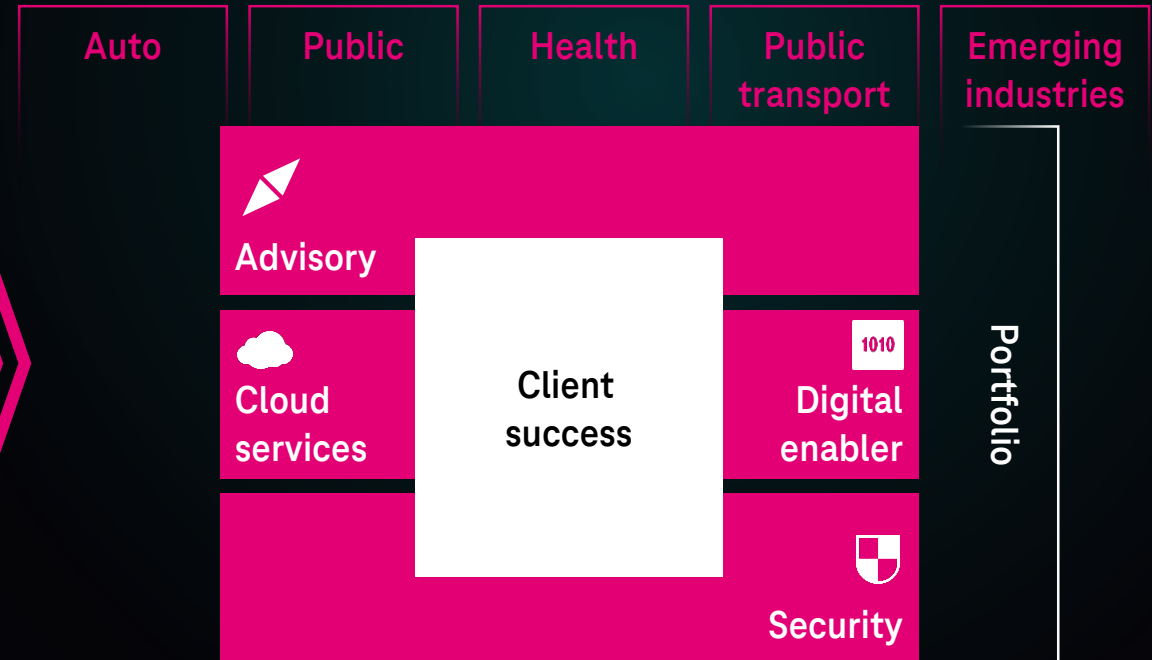 Auto
Public
Health
Public
transport
Emerging
industries
Advisory
Cloud
services
Client
success
1010
Digital
enabler
Portfolio
Security